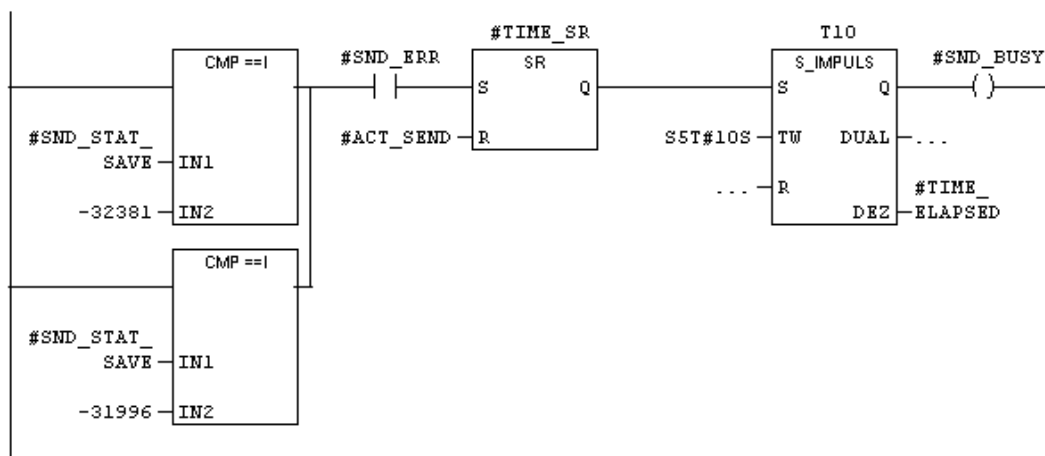 CMP ==I
#SND_STAT_
SAVE IN1
-32381 IN2
#SND_ERR
#TIME_SR
SR
S Q
#ACT_SEND R
T10
S_IMPULS
S Q
S5T#10S TW DUAL ...
... R
#TIME_
DEZ ELAPSED
#SND_BUSY
CMP ==I
#SND_STAT_
SAVE IN1
-31996 IN2